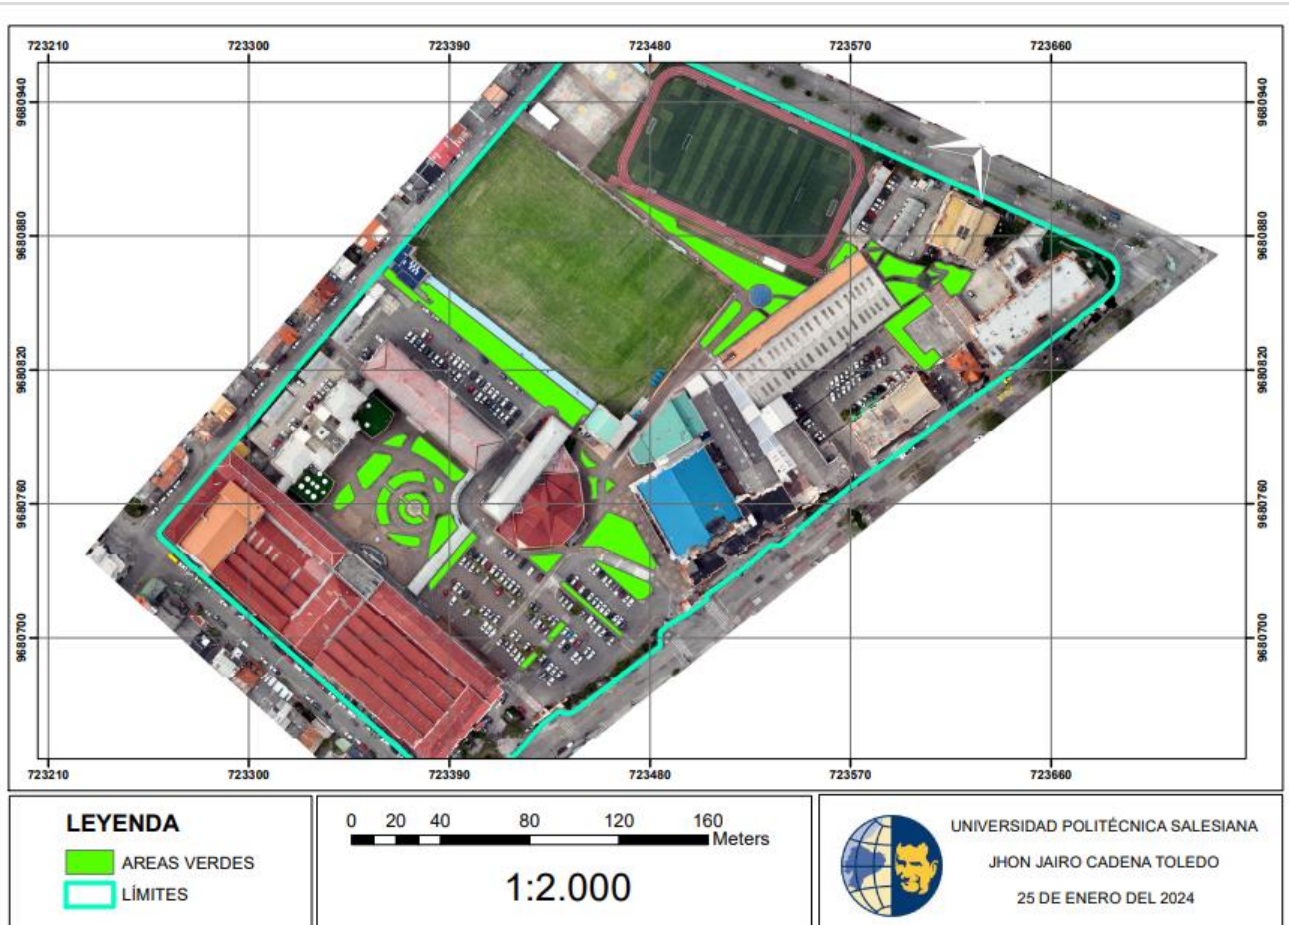 723210 723300 723390 723480 723570 723660
9680940 9680940
9680880 9680880
9680820 9680820
9680760 9680760
9680700 9680700
723210 723300 723390 723480 723570 723660
LEYENDA
AREAS VERDES
LÍMITES
0 20 40 80 120 160
Meters
1:2.000
UNIVERSIDAD POLITÉCNICA SALESIANA
JHON JAIRO CADENA TOLEDO
25 DE ENERO DEL 2024